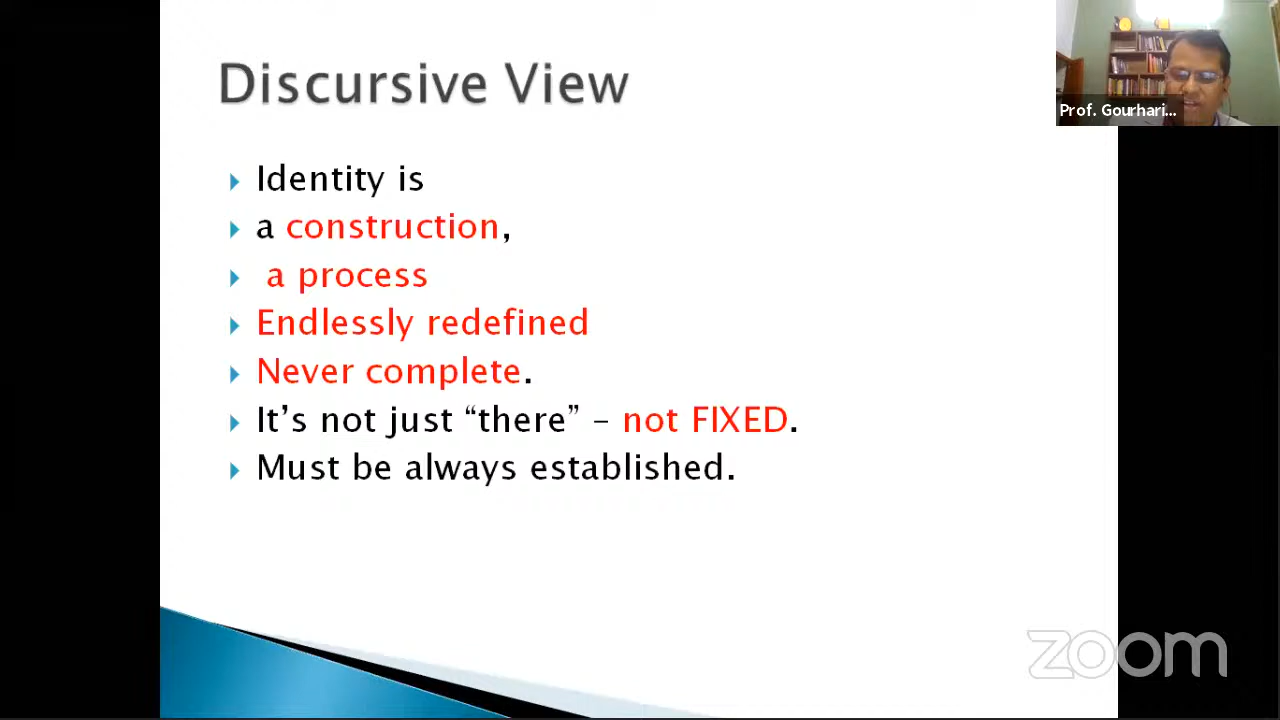 Discursive View
Prof. Gourhari...
Identity is
a construction,
a process
Endlessly redefined
Never complete.
It’s not just “there” – not FIXED.
Must be always established.
zoom